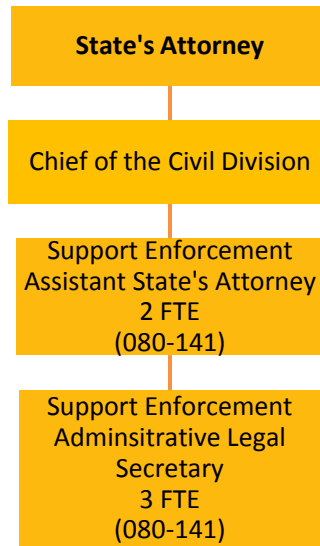 State's Attorney
Chief of the Civil Division
Support Enforcement
Assistant State's Attorney
2 FTE
(080-141)
Support Enforcement
Adminsitrative Legal
Secretary
3 FTE
(080-141)